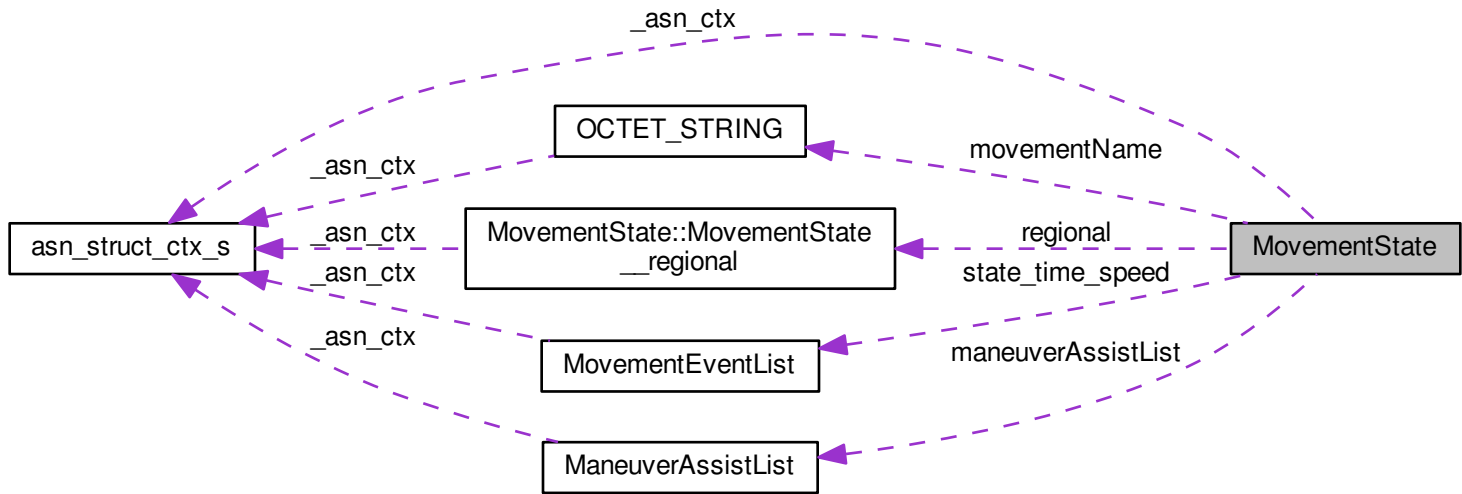 _asn_ctx
OCTET_STRING
movementName
_asn_ctx
asn_struct_ctx_s
_asn_ctx
MovementState::MovementState
__regional
regional
MovementState
_asn_ctx
state_time_speed
MovementEventList
_asn_ctx
maneuverAssistList
ManeuverAssistList